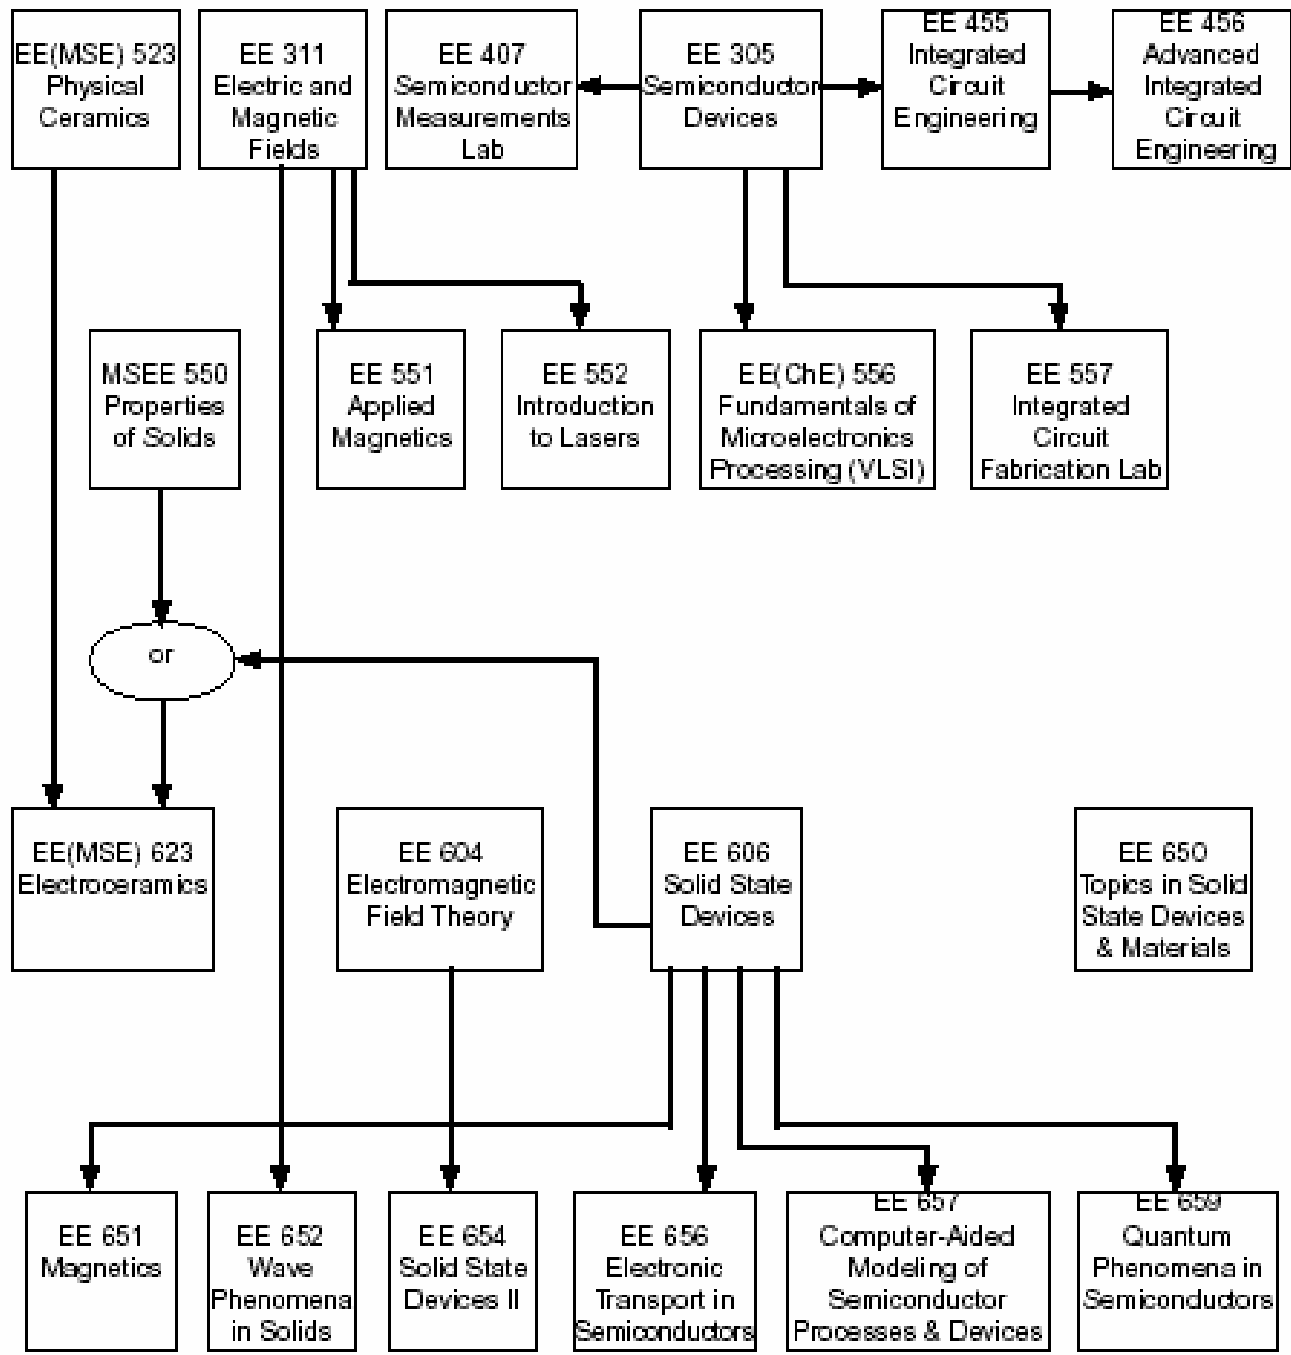 EE(MSE) 523
Physical
Ceramics
EE 311
Electric and
Magnetic
Fields
EE 407
Semiconductor
Measurements
Lab
EE 305
Semiconductor
Devices
EE 455
Integrated
Circuit
Engineering
EE 456
Advanced
Integrated
Circuit
Engineering
MSEE 550
Properties
of Solids
EE 551
Applied
Magnetics
EE 552
Introduction
to Lasers
EE(ChE) 556
Fundamentals of
Microelectronics
Processing (VLSI)
EE 557
Integrated
Circuit
Fabrication Lab
or
EE(MSE) 623
Electroceramics
EE 604
Electromagnetic
Field Theory
EE 606
Solid State
Devices
EE 650
Topics in Solid
State Devices
& Materials
EE 651
Magnetics
EE 652
Wave
Phenomena
in Solids
EE 654
Solid State
Devices II
EE 656
Electronic
Transport in
Semiconductors
EE 657
Computer-Aided
Modeling of
Semiconductor
Processes & Devices
EE 659
Quantum
Phenomena in
Semiconductors